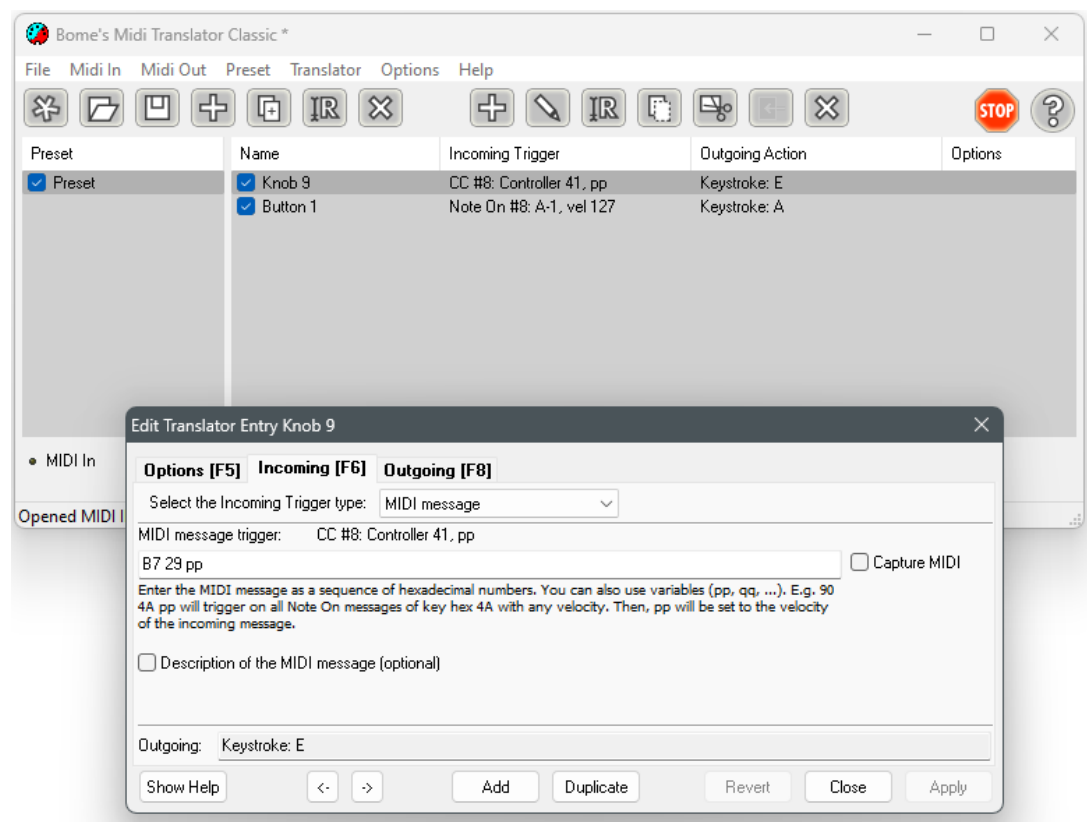 Bome's Midi Translator Classic *
File Midi In Midi Out Preset Translator Options Help
STOP
Preset Name Incoming Trigger Outgoing Action Options
Preset Knob 9 CC #8: Controller 41, pp Keystroke: E
Button 1 Note On #8: A-1, vel 127 Keystroke: A
MIDI In
Opened MIDI I
Edit Translator Entry Knob 9
Options [F5] Incoming [F6] Outgoing [F8]
Select the Incoming Trigger type: MIDI message
MIDI message trigger: CC #8: Controller 41, pp
B7 29 pp Capture MIDI
Enter the MIDI message as a sequence of hexadecimal numbers. You can also use variables (pp, qq, ...). E.g. 90
4A pp will trigger on all Note On messages of key hex 4A with any velocity. Then, pp will be set to the velocity
of the incoming message.
Description of the MIDI message (optional)
Outgoing: Keystroke: E
Show Help <- -> Add Duplicate Revert Close Apply